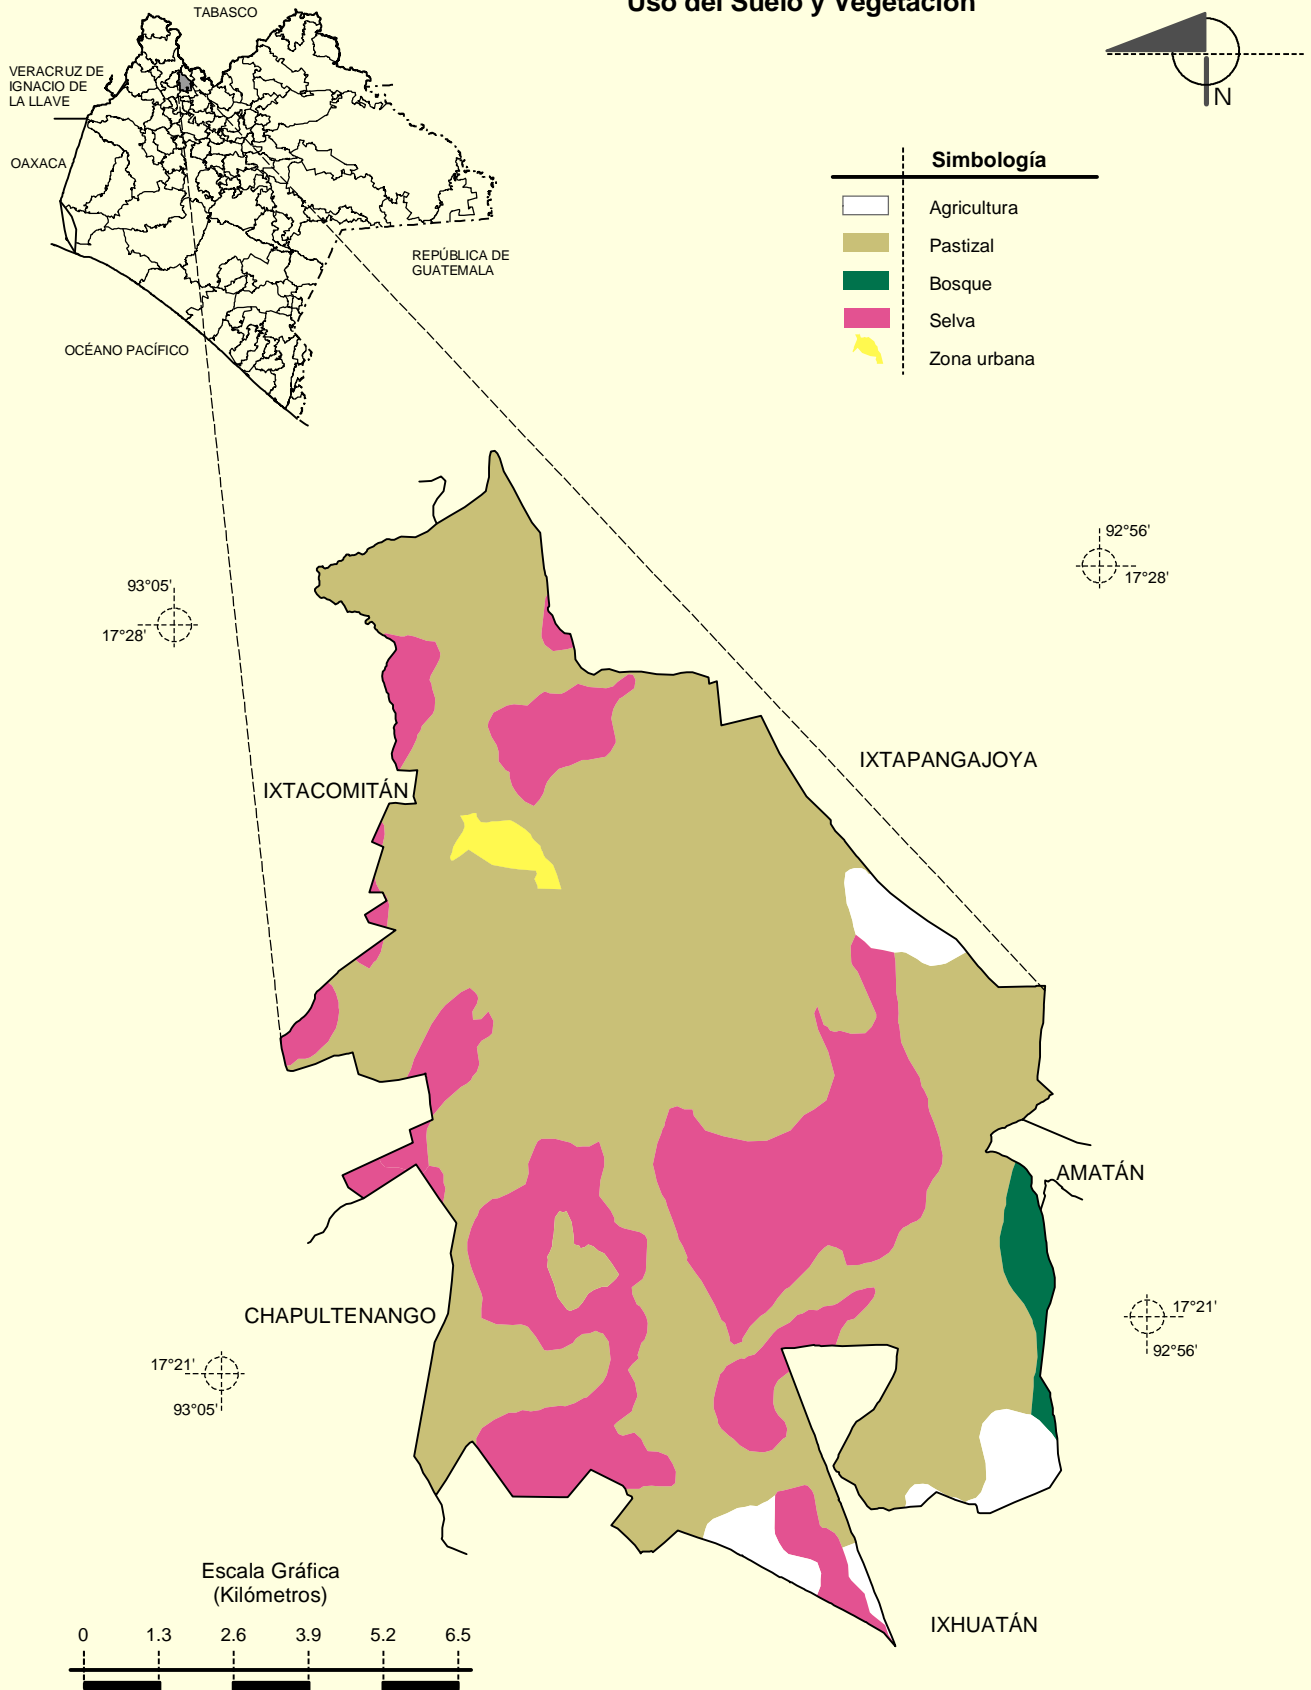 Uso del Suelo y Vegetación
TABASCO
VERACRUZ DE
IGNACIO DE
LA LLAVE
OAXACA
REPÚBLICA DE
GUATEMALA
OCÉANO PACÍFICO
N
Simbología
Agricultura
Pastizal
Bosque
Selva
Zona urbana
93°05'
17°28'
92°56'
17°28'
IXTACOMITÁN
IXTAPANGAJOYA
AMATÁN
CHAPULTENANGO
17°21'
93°05'
17°21'
92°56'
IXHUATÁN
Escala Gráfica
(Kilómetros)
0 1.3 2.6 3.9 5.2 6.5